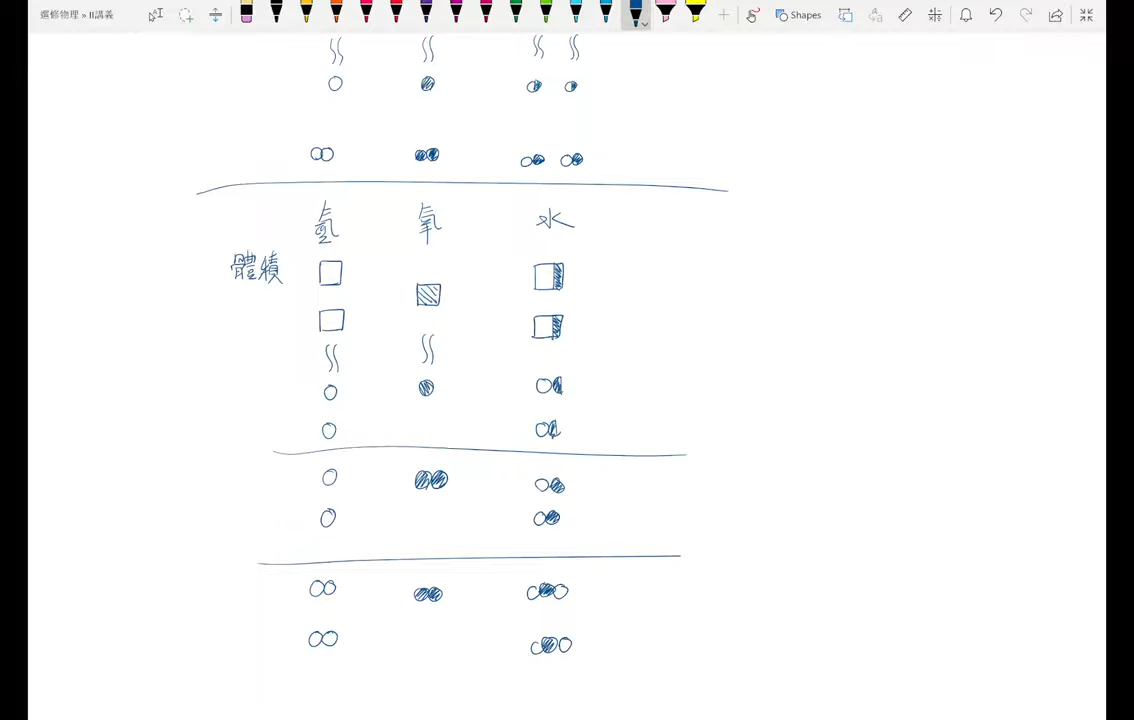 選修物理 » II講義
Shapes
氫 氧 水
體積